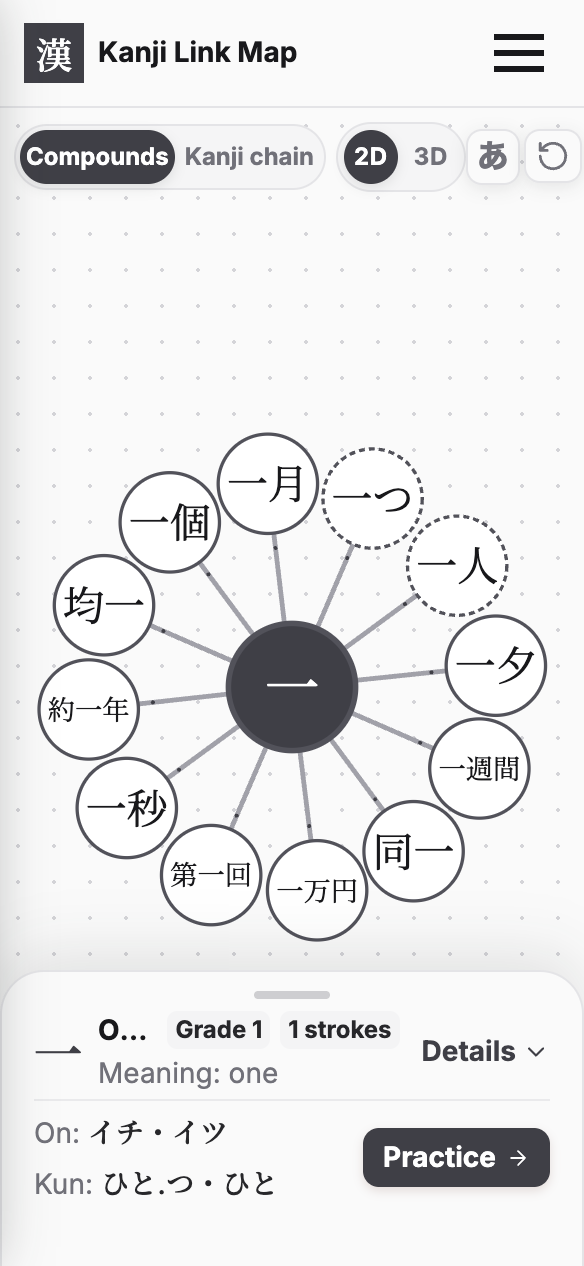 漢 Kanji Link Map
Compounds Kanji chain 2D 3D あ
一月
一つ
一個
一人
均一
一夕
約一年
一週間
一秒
同一
第一回
一万円
一
一 O... Grade 1 1 strokes
Details
Meaning: one
On: イチ・イツ
Practice →
Kun: ひと.つ・ひと